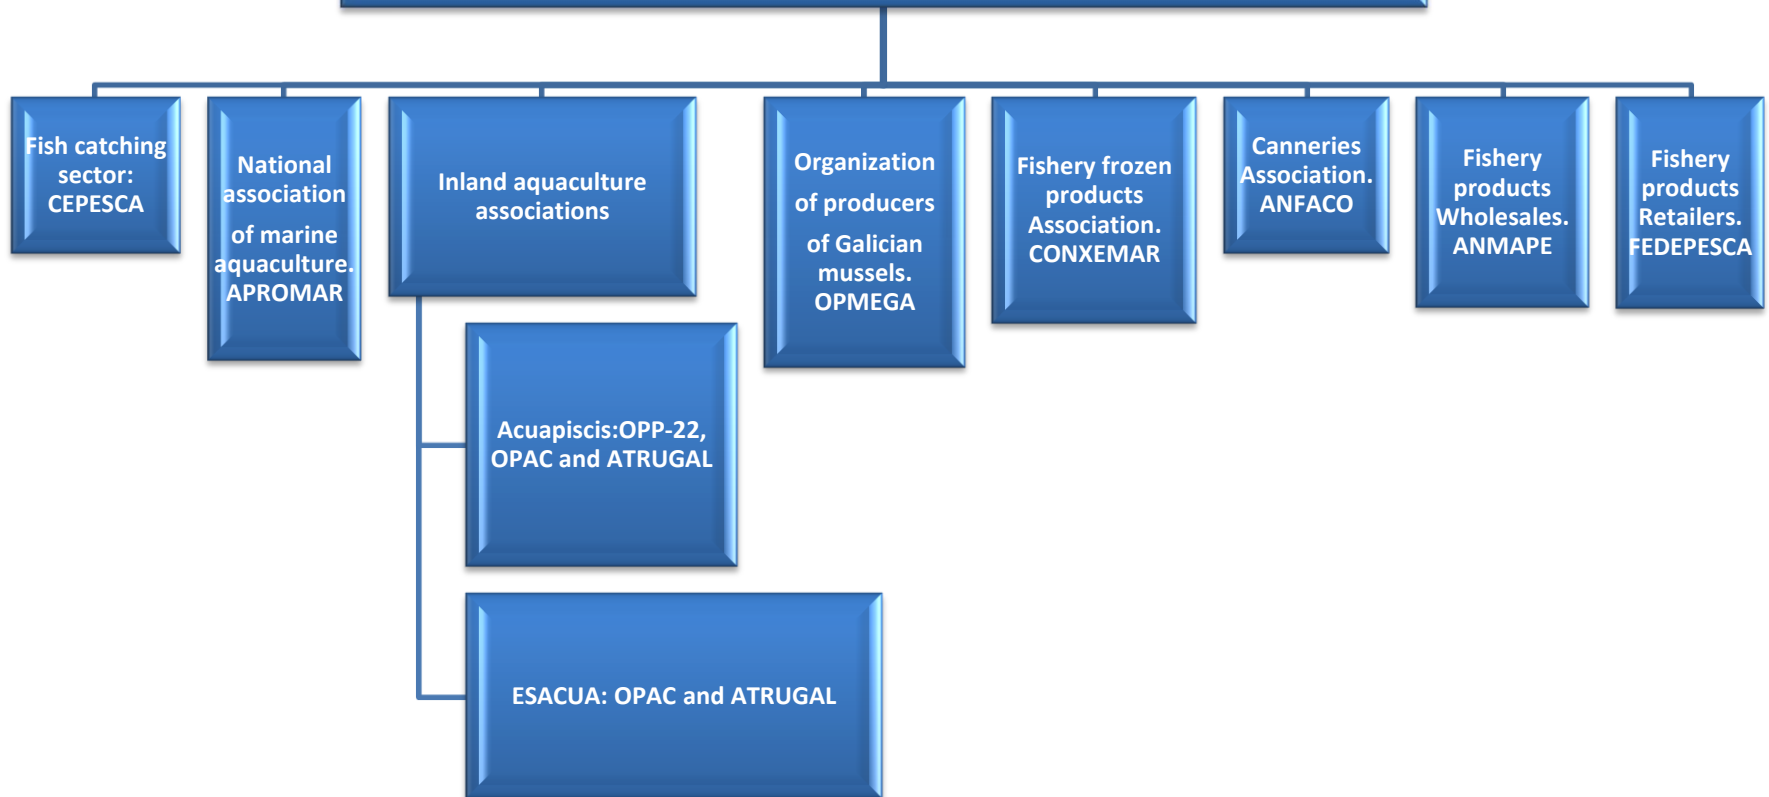 Fish catching
sector:
CEPESCA
National
association
of marine
aquaculture.
APROMAR
Inland aquaculture
associations
Organization
of producers
of Galician
mussels.
OPMEGA
Fishery frozen
products
Association.
CONXEMAR
Canneries
Association.
ANFACO
Fishery
products
Wholesales.
ANMAPE
Fishery
products
Retailers.
FEDEPESCA
Acuapiscis:OPP-22,
OPAC and ATRUGAL
ESACUA: OPAC and ATRUGAL